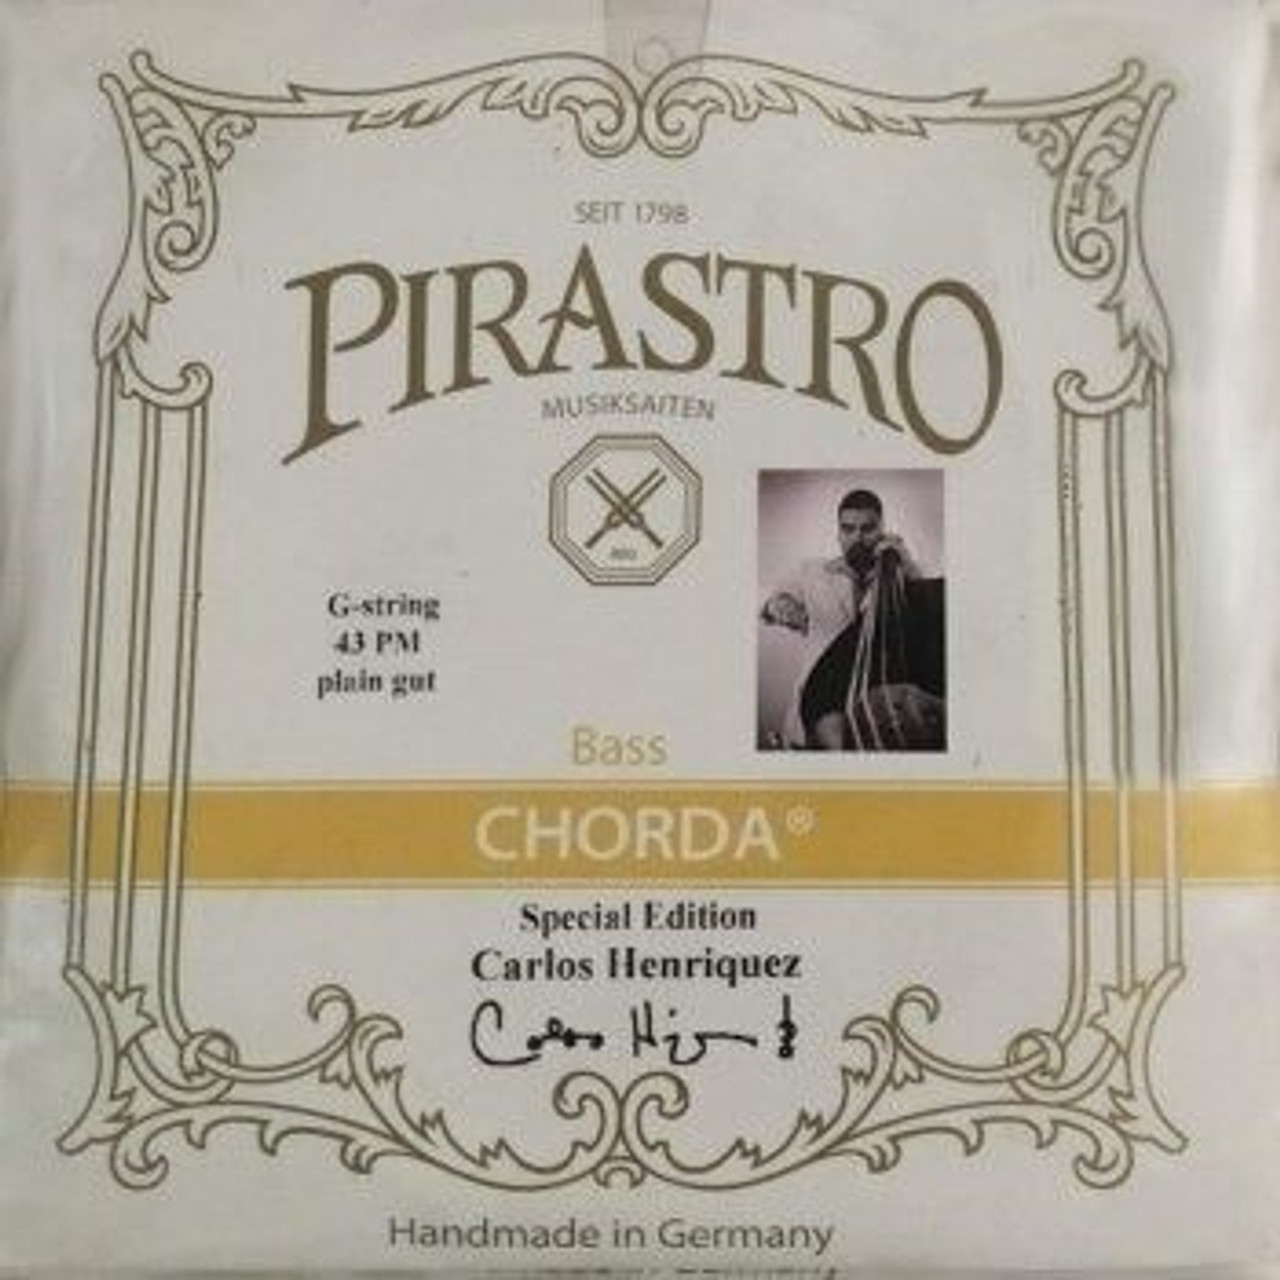 SEIT 1798
PIRASTRO
MUSIKSAITEN
G-string
43 PM
plain gut
Bass
CHORDA®
Special Edition
Carlos Henriquez
Handmade in Germany